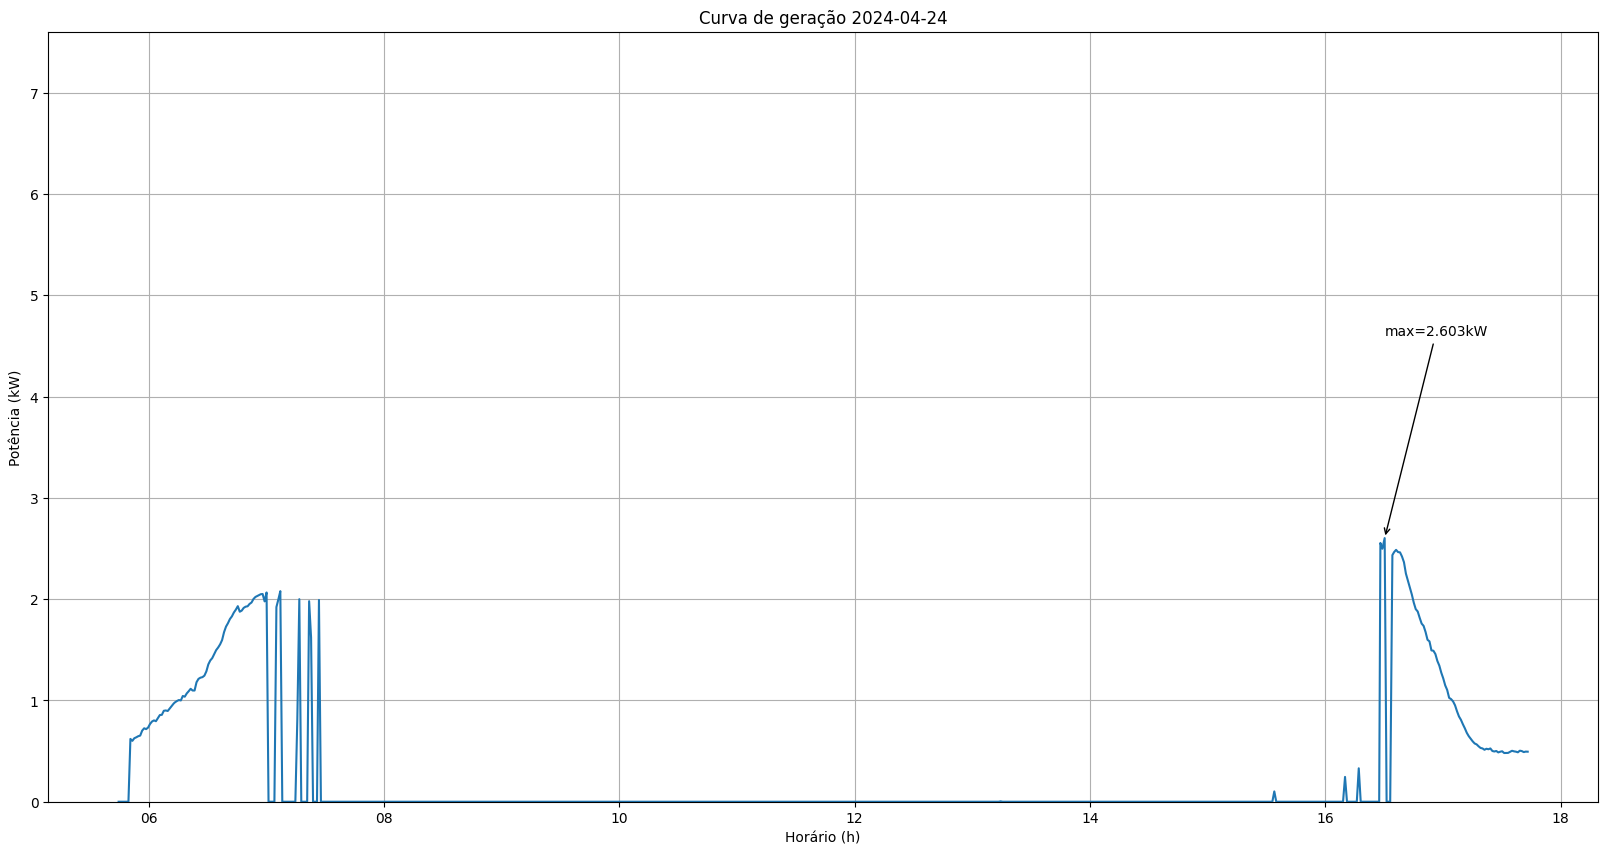 Curva de geração 2024-04-24
7
6
5
4
3
2
1
0
Potência (kW)
max=2.603kW
06 08 10 12 14 16 18
Horário (h)